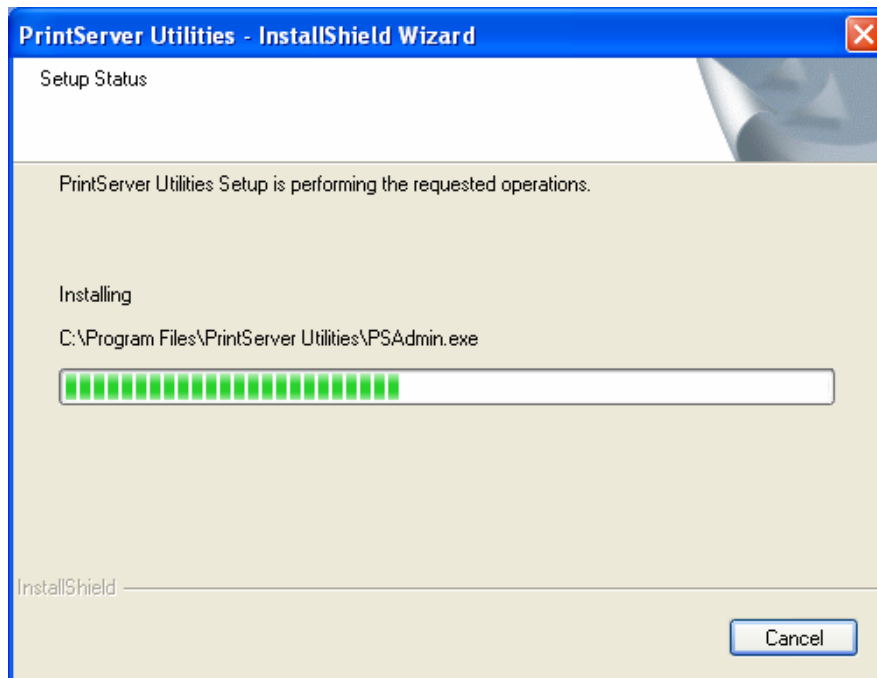 PrintServer Utilities - InstallShield Wizard
Setup Status
PrintServer Utilities Setup is performing the requested operations.
Installing
C:\Program Files\PrintServer Utilities\PSAdmin.exe
InstallShield
Cancel